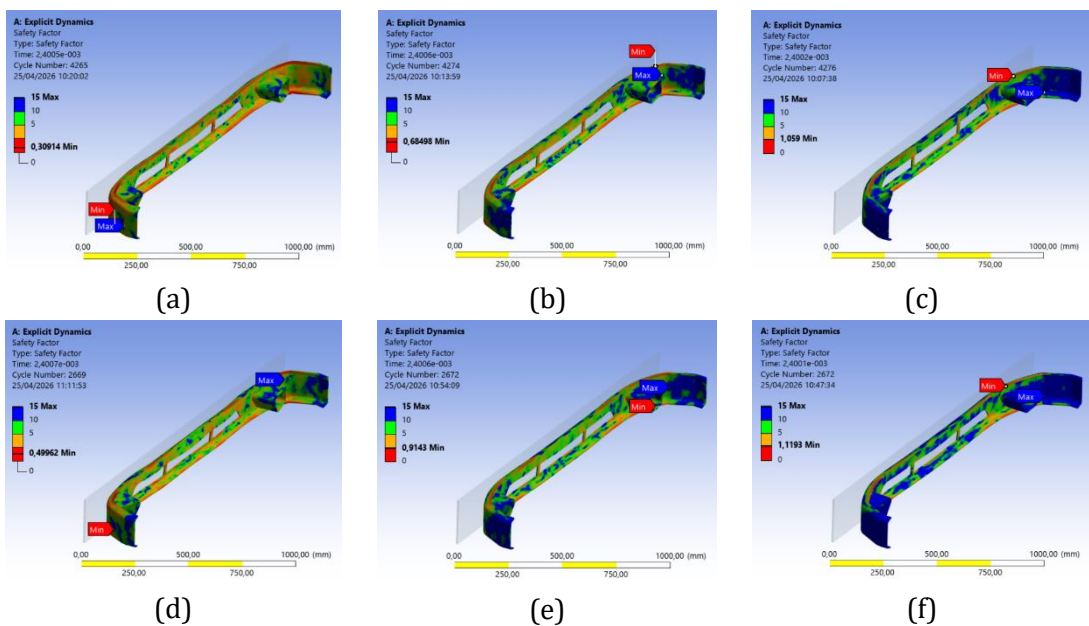 A: Explicit Dynamics
Safety Factor
Type: Safety Factor
Time: 2,4005e-003
Cycle Number: 4265
25/04/2026 10:20:02
15 Max
10
5
0,30914 Min
0
Min
Max
0,00 500,00 1000,00 (mm)
250,00 750,00
(a)
A: Explicit Dynamics
Safety Factor
Type: Safety Factor
Time: 2,4006e-003
Cycle Number: 4274
25/04/2026 10:13:59
15 Max
10
5
0,68498 Min
0
Min
Max
0,00 500,00 1000,00 (mm)
250,00 750,00
(b)
A: Explicit Dynamics
Safety Factor
Type: Safety Factor
Time: 2,4002e-003
Cycle Number: 4276
25/04/2026 10:07:38
15 Max
10
5
1,059 Min
0
Min
Max
0,00 500,00 1000,00 (mm)
250,00 750,00
(c)
A: Explicit Dynamics
Safety Factor
Type: Safety Factor
Time: 2,4007e-003
Cycle Number: 2669
25/04/2026 11:11:53
15 Max
10
5
0,49962 Min
0
Max
Min
0,00 500,00 1000,00 (mm)
250,00 750,00
(d)
A: Explicit Dynamics
Safety Factor
Type: Safety Factor
Time: 2,4006e-003
Cycle Number: 2672
25/04/2026 10:54:09
15 Max
10
5
0,9143 Min
0
Max
Min
0,00 500,00 1000,00 (mm)
250,00 750,00
(e)
A: Explicit Dynamics
Safety Factor
Type: Safety Factor
Time: 2,4001e-003
Cycle Number: 2672
25/04/2026 10:47:34
15 Max
10
5
1,1193 Min
0
Min
Max
0,00 500,00 1000,00 (mm)
250,00 750,00
(f)